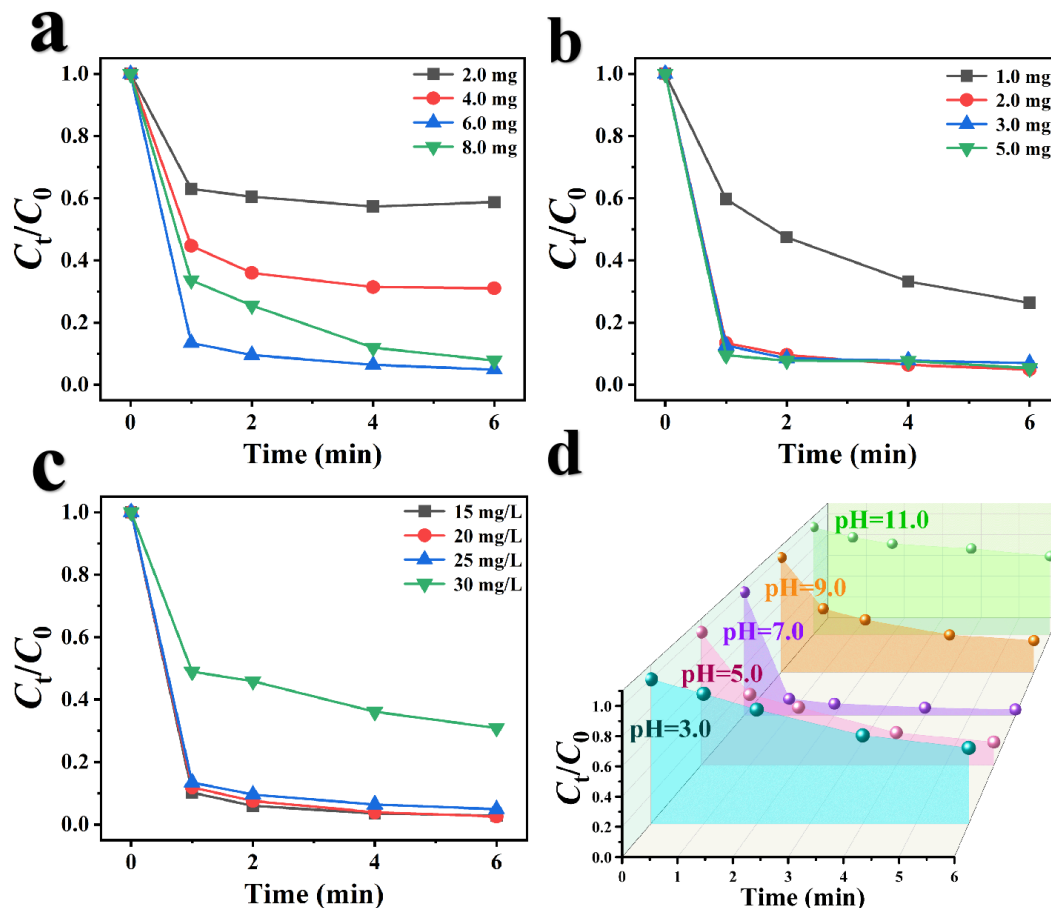 a
1.0
0.8
0.6
0.4
0.2
0.0
Cₜ/C₀
0
2
4
6
Time (min)
2.0 mg
4.0 mg
6.0 mg
8.0 mg
b
1.0
0.8
0.6
0.4
0.2
0.0
Cₜ/C₀
0
2
4
6
Time (min)
1.0 mg
2.0 mg
3.0 mg
5.0 mg
c
1.0
0.8
0.6
0.4
0.2
0.0
Cₜ/C₀
0
2
4
6
Time (min)
15 mg/L
20 mg/L
25 mg/L
30 mg/L
d
pH=11.0
pH=9.0
pH=7.0
pH=5.0
pH=3.0
1.0
0.8
0.6
0.4
0.2
0.0
Cₜ/C₀
0
1
2
3
4
5
6
Time (min)